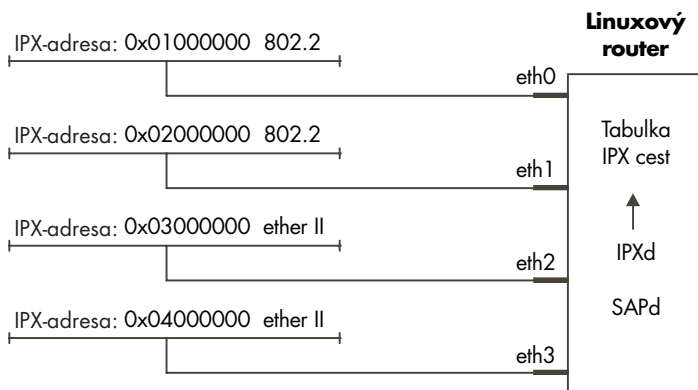 Linuxový
router
IPX-adresa: 0x01000000 802.2
eth0
IPX-adresa: 0x02000000 802.2
eth1
IPX-adresa: 0x03000000 ether II
eth2
IPX-adresa: 0x04000000 ether II
eth3
Tabulka
IPX cest
IPXd
SAPd